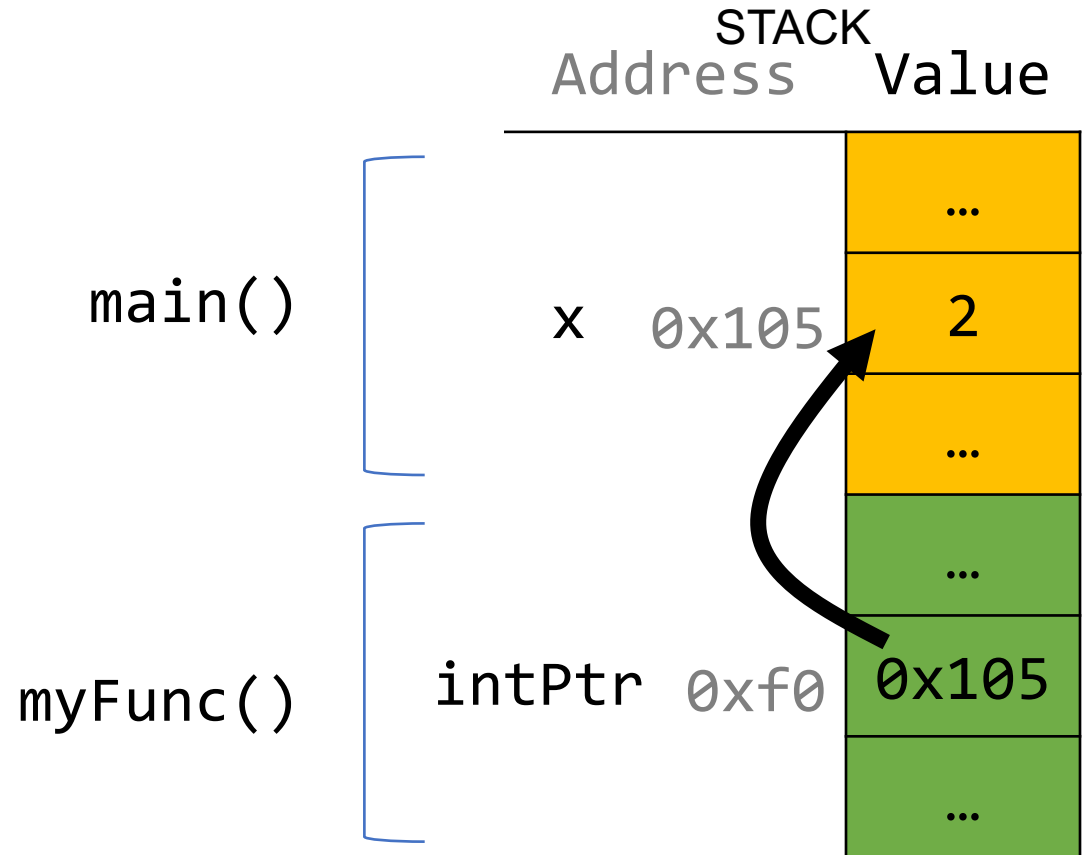 STACK
Address Value
…
main() x 0x105 2
…
…
myFunc() intPtr 0xf0 0x105
…